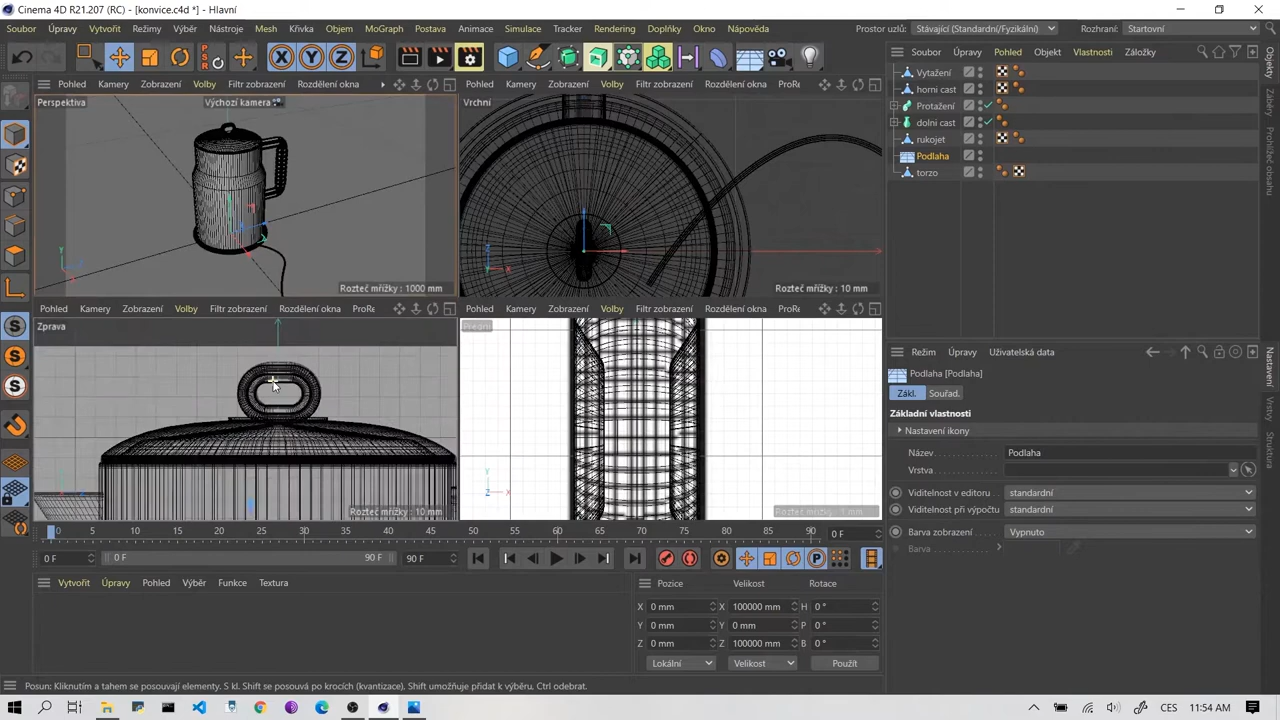 Cinema 4D R21.207 (RC) - [konvice.c4d *] - Hlavní
Soubor Úpravy Vytvořit Režimy Výběr Nástroje Mesh Křivka Objem MoGraph Postava Animace Simulace Tracker Rendering Doplňky Okno Nápověda Prostor uzlů: Stávající (Standardní/Fyzikální) Rozhraní: Startovní
Soubor Úpravy Pohled Objekt Vlastnosti Záložky
PSR X Y Z
Vytažení
horni cast
Protažení
dolni cast
rukojet
Podlaha
torzo
Objekty
Záběry
Prohlížeč obsahu
Pohled Kamery Zobrazení Volby Filtr zobrazení Rozdělení okna
Pohled Kamery Zobrazení Volby Filtr zobrazení Rozdělení okna ProRe
Perspektiva Výchozí kamera
Vrchní
Y
Rozteč mřížky : 1000 mm
X
Rozteč mřížky : 10 mm
Pohled Kamery Zobrazení Volby Filtr zobrazení Rozdělení okna ProRe
Pohled Kamery Zobrazení Volby Filtr zobrazení Rozdělení okna ProRe
Zprava
Přední
Rozteč mřížky : 10 mm
Y
Z X
Režim Úpravy Uživatelská data
Podlaha [Podlaha]
Zákl. Souřad.
Základní vlastnosti
Nastavení ikony
Název Podlaha
Vrstva
Viditelnost v editoru standardní
Viditelnost při výpočtu standardní
Barva zobrazení Vypnuto
Barva
Nastavení
Vrstvy
Struktura
0 5 10 15 20 25 30 35 40 45 50 55 60 65 70 75 80 85 90 0 F
0 F 0 F 90 F 90 F P
Vytvořit Úpravy Pohled Výběr Funkce Textura
Pozice Velikost Rotace
X 0 mm X 100000 mm H 0 °
Y 0 mm Y 0 mm P 0 °
Z 0 mm Z 100000 mm B 0 °
Lokální Velikost Použít
Posun: Kliknutím a tahem se posouvají elementy. S kl. Shift se posouvá po krocích (kvantizace). Shift umožňuje přidat k výběru. Ctrl odebrat.
CES 11:54 AM